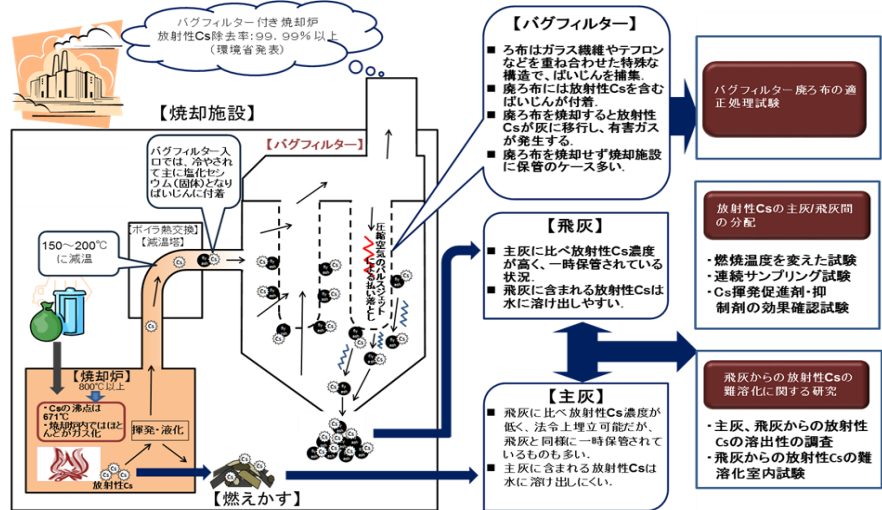 バグフィルター付き焼却炉
放射性Cs除去率:99.99%以上
(環境省発表)
【焼却施設】
バグフィルター入
口では、冷やされ
て主に塩化セシ
ウム(固体)となり
ばいじんに付着
【バグフィルター】
圧縮空気のパルスジェット
による払い落とし
【ボイラ熱交換】
【減温塔】
150~200℃
に減温
【焼却炉】
800℃以上
・Csの沸点は
671℃
・焼却炉内ではほ
とんどがガス化
揮発・液化
放射性Cs
【燃えかす】
【バグフィルター】
■ ろ布はガラス繊維やテフロン
などを重ね合わせた特殊な
構造で、ばいじんを捕集.
■ 廃ろ布には放射性Csを含む
ばいじんが付着.
■ 廃ろ布を焼却すると放射性
Csが灰に移行し、有害ガス
が発生する.
■ 廃ろ布を焼却せず焼却施設
に保管のケース多い.
【飛灰】
■ 主灰に比べ放射性Cs濃度
が高く、一時保管されている
状況.
■ 飛灰に含まれる放射性Csは
水に溶け出しやすい.
【主灰】
■ 飛灰に比べ放射性Cs濃度が
低く、法令上埋立可能だが、
飛灰と同様に一時保管されて
いるものも多い.
■ 主灰に含まれる放射性Csは
水に溶け出しにくい.
バグフィルター廃ろ布の適
正処理試験
放射性Csの主灰/飛灰間
の分配
・燃焼温度を変えた試験
・連続サンプリング試験
・Cs揮発促進剤・抑
制剤の効果確認試験
飛灰からの放射性Csの
難溶化に関する研究
・主灰、飛灰からの放射性
Csの溶出性の調査
・飛灰からの放射性Csの難
溶化室内試験